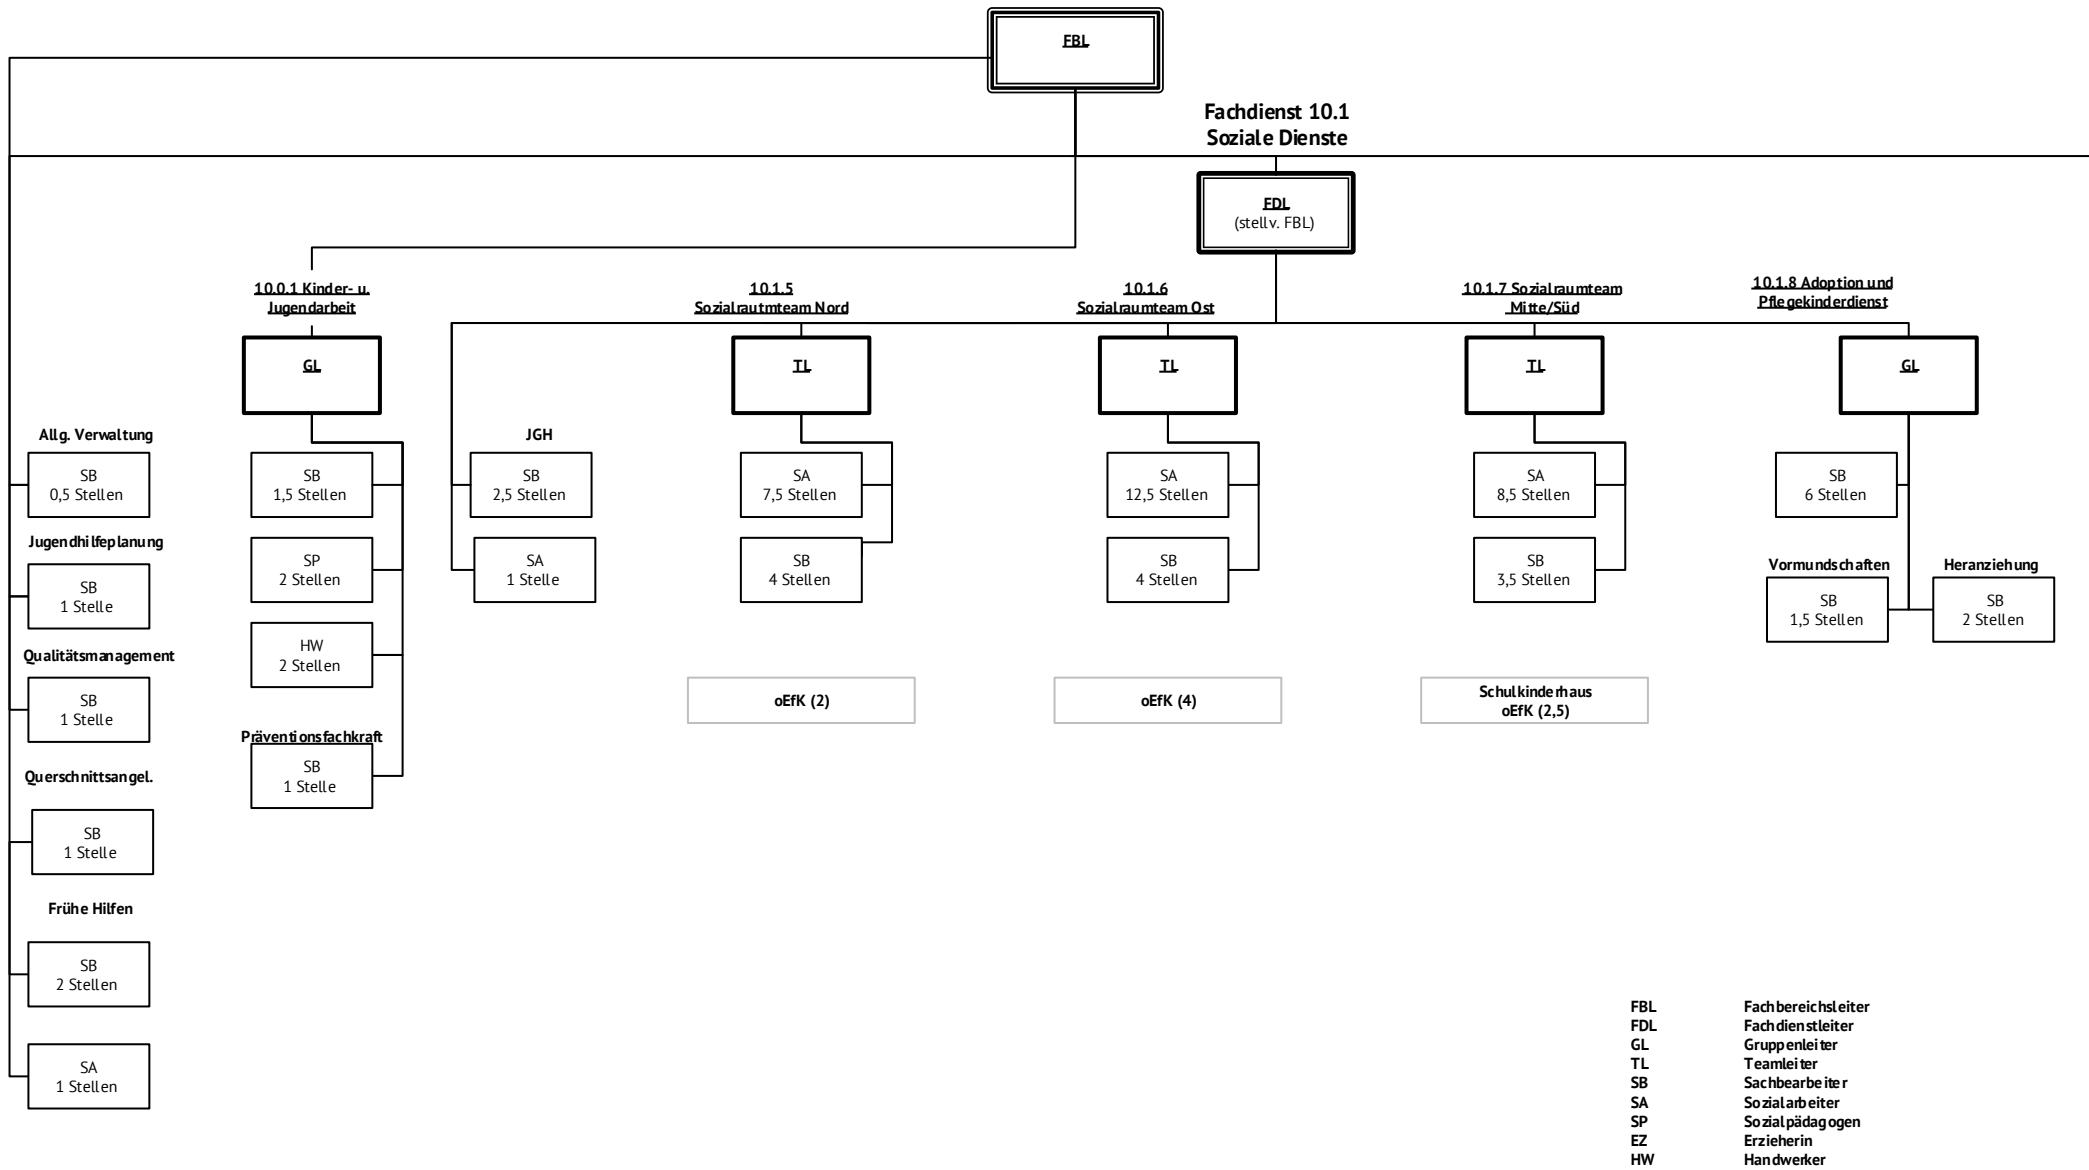 FBL
Fachdienst 10.1
Soziale Dienste
FDL
(stellv. FBL)
10.0.1 Kinder- u.
Jugendarbeit
GL
SB
1,5 Stellen
SP
2 Stellen
HW
2 Stellen
Präventionsfachkraft
SB
1 Stelle
10.1.5
Sozialrautmteam Nord
TL
SA
7,5 Stellen
SB
4 Stellen
oEfK (2)
10.1.6
Sozialraumteam Ost
TL
SA
12,5 Stellen
SB
4 Stellen
oEfK (4)
10.1.7 Sozialraumteam
Mitte/Süd
TL
SA
8,5 Stellen
SB
3,5 Stellen
Schulkinderhaus
oEfK (2,5)
10.1.8 Adoption und
Pflegekinderdienst
GL
SB
6 Stellen
Vormundschaften
SB
1,5 Stellen
Heranziehung
SB
2 Stellen
JGH
SB
2,5 Stellen
SA
1 Stelle
Allg. Verwaltung
SB
0,5 Stellen
Jugendhilfeplanung
SB
1 Stelle
Qualitätsmanagement
SB
1 Stelle
Querschnittsangel.
SB
1 Stelle
Frühe Hilfen
SB
2 Stellen
SA
1 Stellen
FBL Fachbereichsleiter
FDL Fachdienstleiter
GL Gruppenleiter
TL Teamleiter
SB Sachbearbeiter
SA Sozialarbeiter
SP Sozialpädagogen
EZ Erzieherin
HW Handwerker